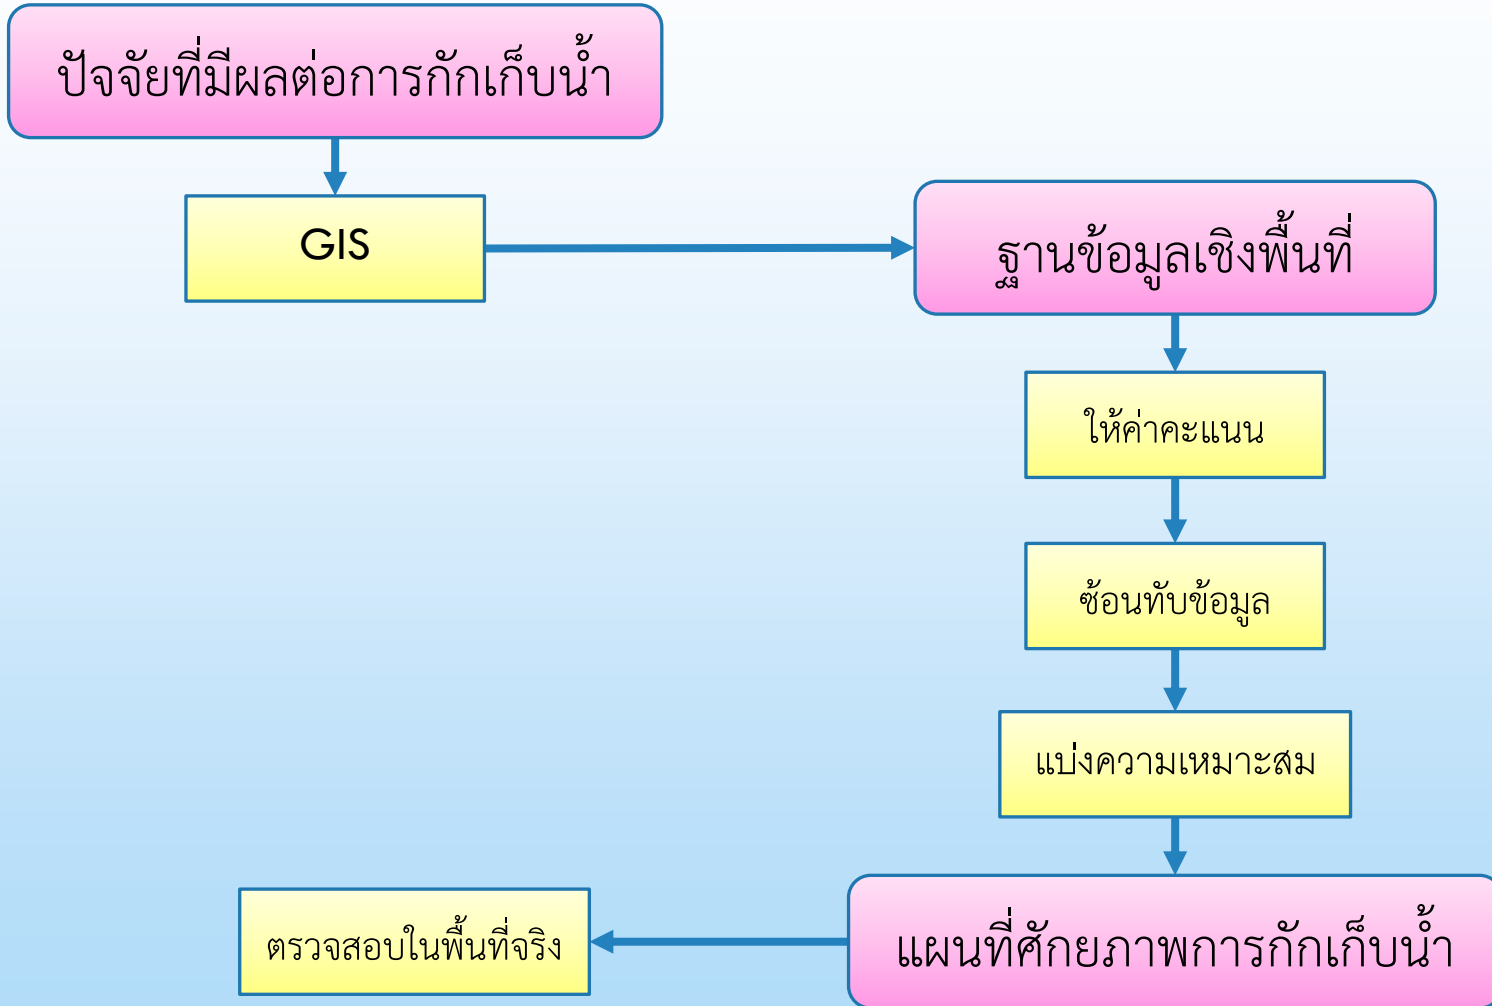 ปัจจัยที่มีผลต่อการกักเก็บน้ำ
GIS
ฐานข้อมูลเชิงพื้นที่
ให้ค่าคะแนน
ซ้อนทับข้อมูล
แบ่งความเหมาะสม
แผนที่ศักยภาพการกักเก็บน้ำ
ตรวจสอบในพื้นที่จริง